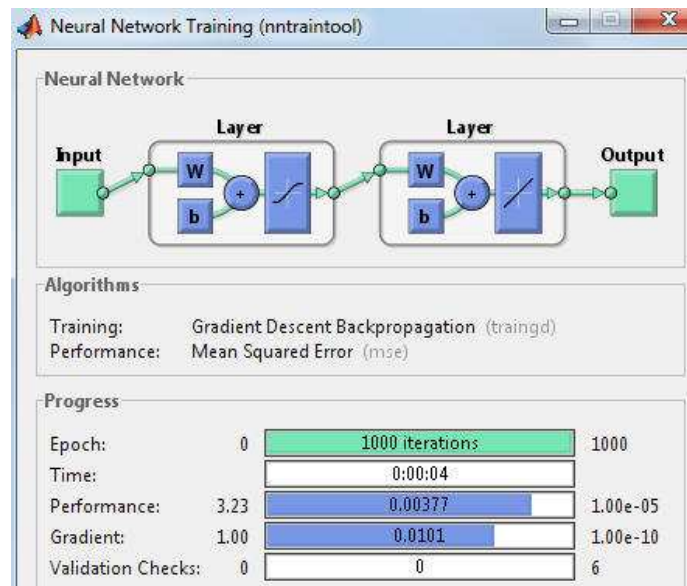 Neural Network Training (nntraintool)
Neural Network
Layer Layer
Input Output
W W
+ +
b b
Algorithms
Training: Gradient Descent Backpropagation (traingd)
Performance: Mean Squared Error (mse)
Progress
Epoch: 0 1000 iterations 1000
Time: 0:00:04
Performance: 3.23 0.00377 1.00e-05
Gradient: 1.00 0.0101 1.00e-10
Validation Checks: 0 0 6